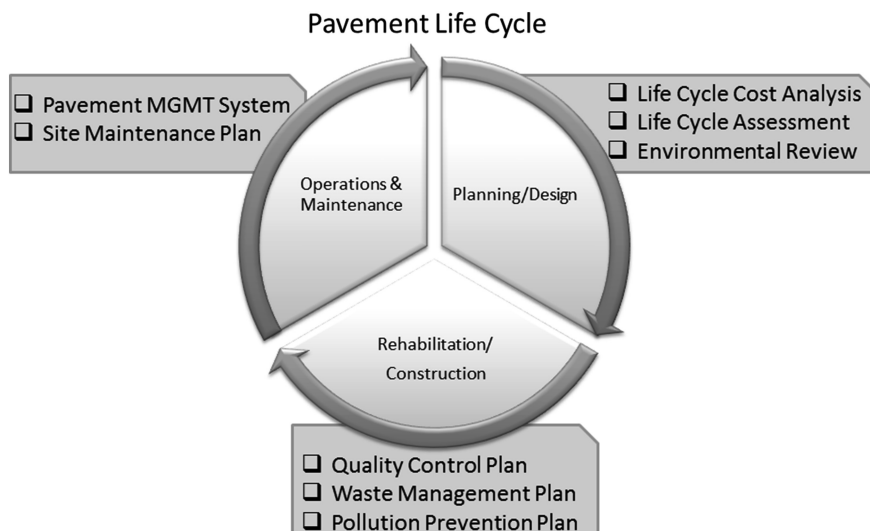 Pavement Life Cycle
Pavement MGMT System
Site Maintenance Plan
Life Cycle Cost Analysis
Life Cycle Assessment
Environmental Review
Operations &
Maintenance
Planning/Design
Rehabilitation/
Construction
Quality Control Plan
Waste Management Plan
Pollution Prevention Plan